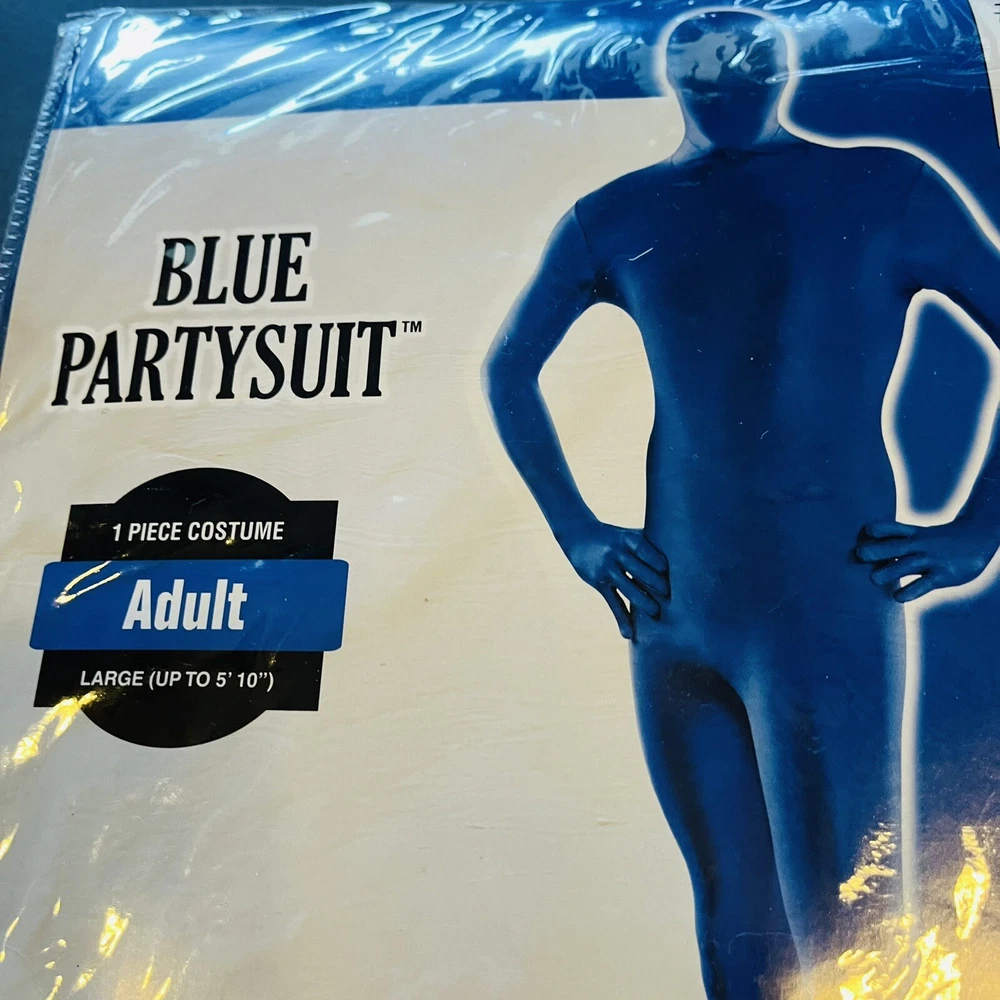 BLUE
PARTYSUIT™
1 PIECE COSTUME
Adult
LARGE (UP TO 5' 10")